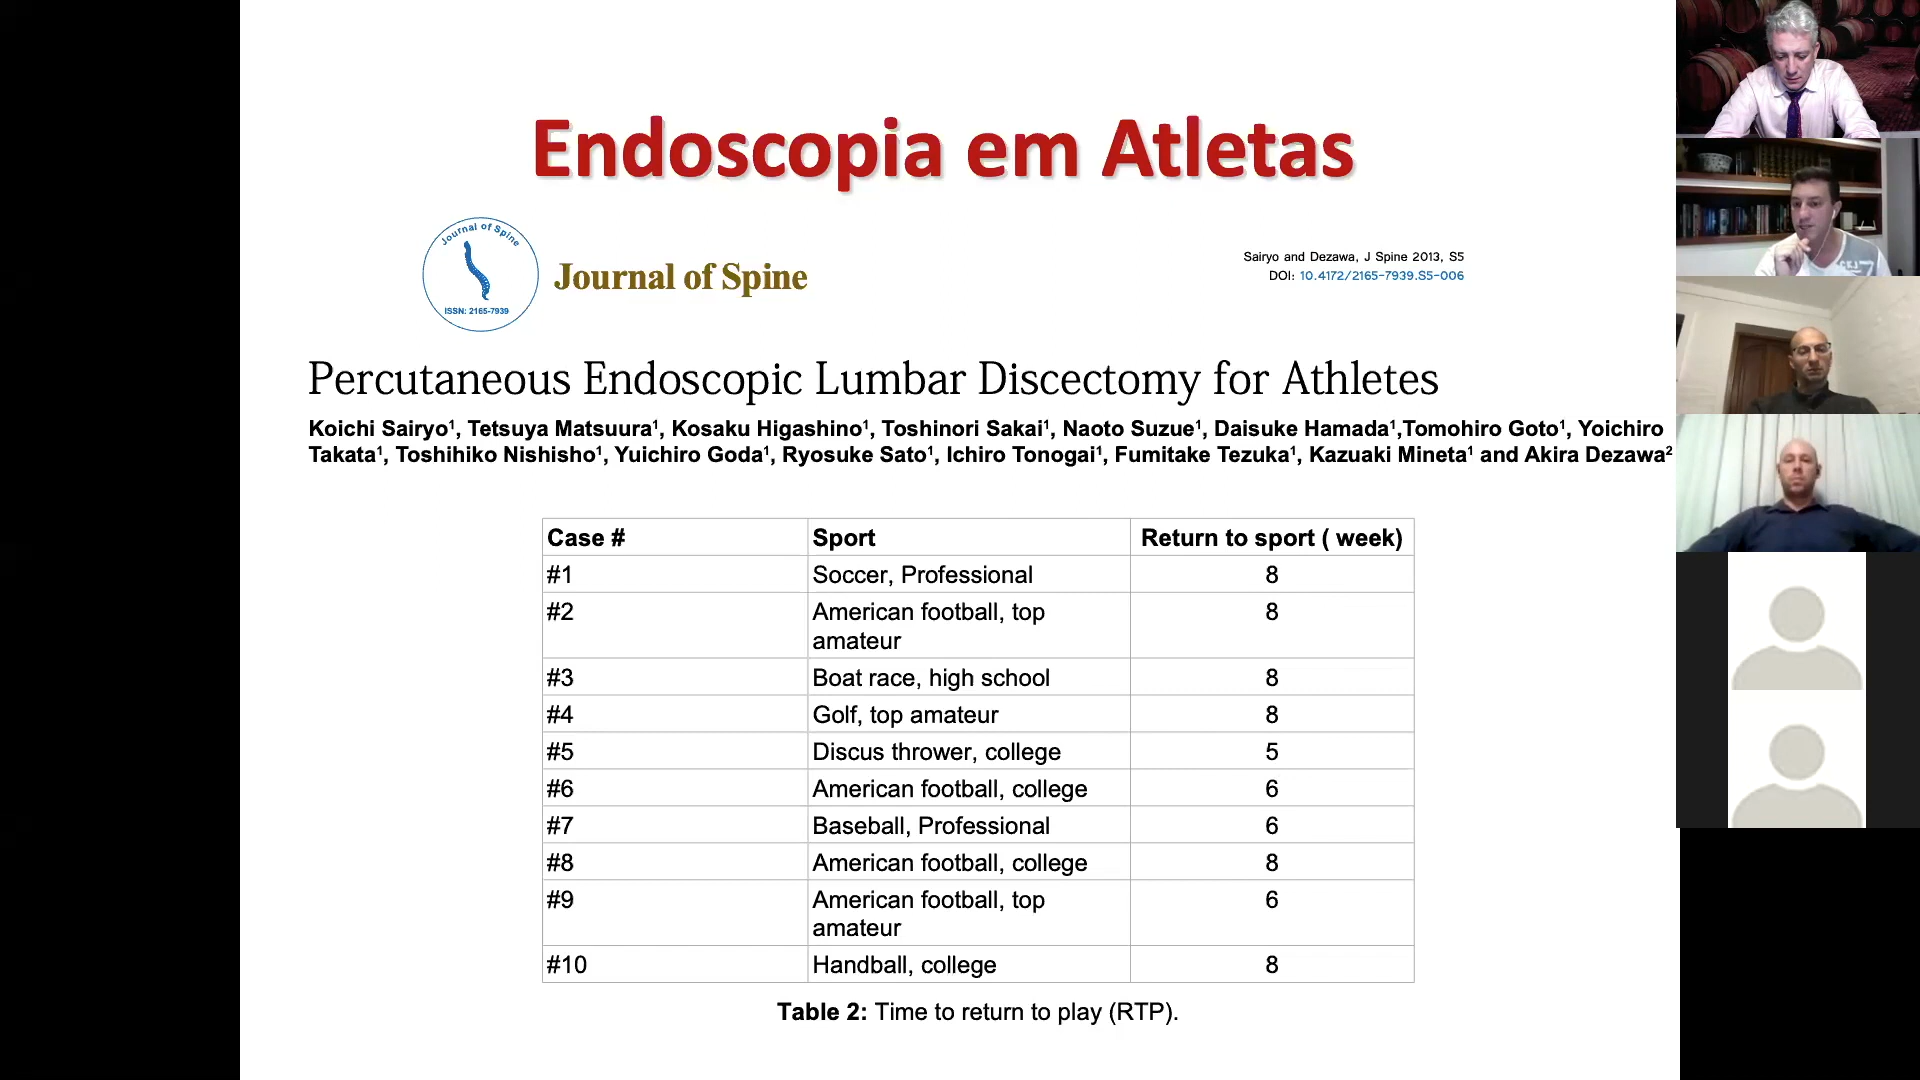 Endoscopia em Atletas
Journal of Spine
ISSN: 2165-7939
Journal of Spine
Sairyo and Dezawa, J Spine 2013, S5
DOI: 10.4172/2165-7939.S5-006
Percutaneous Endoscopic Lumbar Discectomy for Athletes
Koichi Sairyo¹, Tetsuya Matsuura¹, Kosaku Higashino¹, Toshinori Sakai¹, Naoto Suzue¹, Daisuke Hamada¹,Tomohiro Goto¹, Yoichiro
Takata¹, Toshihiko Nishisho¹, Yuichiro Goda¹, Ryosuke Sato¹, Ichiro Tonogai¹, Fumitake Tezuka¹, Kazuaki Mineta¹ and Akira Dezawa²
Case # Sport Return to sport ( week)
#1 Soccer, Professional 8
#2 American football, top 8
amateur
#3 Boat race, high school 8
#4 Golf, top amateur 8
#5 Discus thrower, college 5
#6 American football, college 6
#7 Baseball, Professional 6
#8 American football, college 8
#9 American football, top 6
amateur
#10 Handball, college 8
Table 2: Time to return to play (RTP).